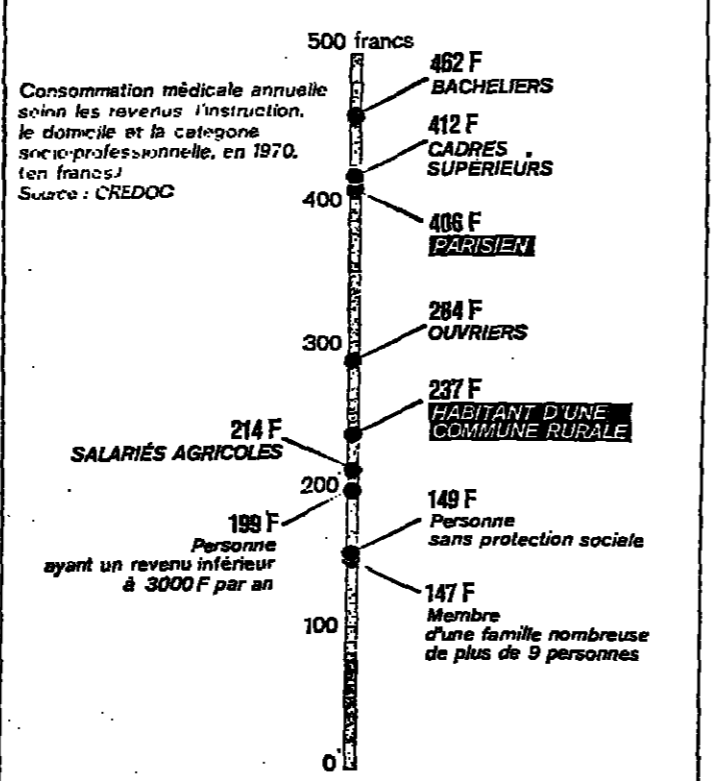 Consommation médicale annuelle
selon les revenus l'instruction,
le domicile et la categorie
socio-professionnelle, en 1970.
(en francs)
Source : CREDOC
500 francs
462 F
BACHELIERS
412 F
CADRES
SUPÉRIEURS
400
406 F
PARISIEN
284 F
OUVRIERS
300
237 F
HABITANT D'UNE
COMMUNE RURALE
214 F
SALARIÉS AGRICOLES
200
199 F
Personne
ayant un revenu inférieur
à 3000 F par an
149 F
Personne
sans protection sociale
147 F
Membre
d'une famille nombreuse
de plus de 9 personnes
100
0